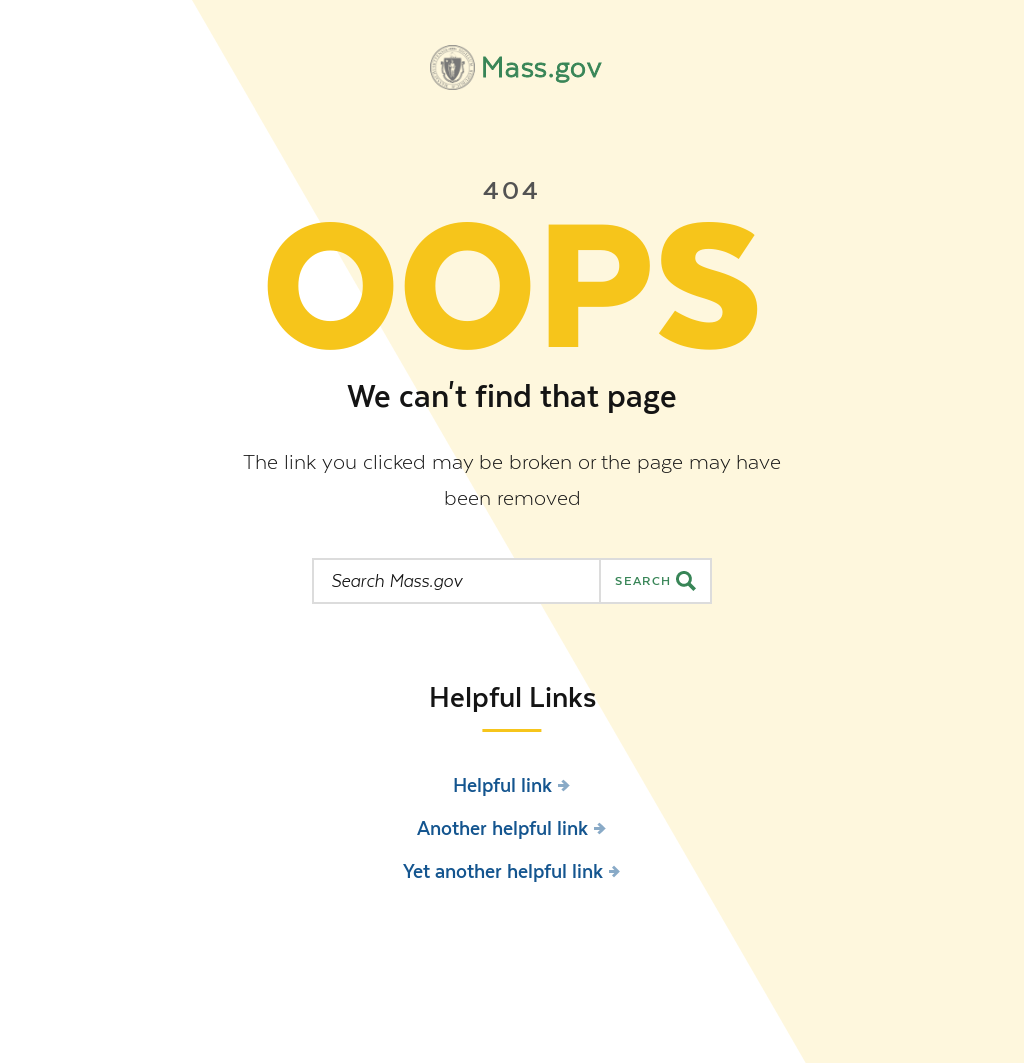 Mass.gov
404
OOPS
We can't find that page
The link you clicked may be broken or the page may have
been removed
Search Mass.gov
SEARCH
Helpful Links
Helpful link
Another helpful link
Yet another helpful link